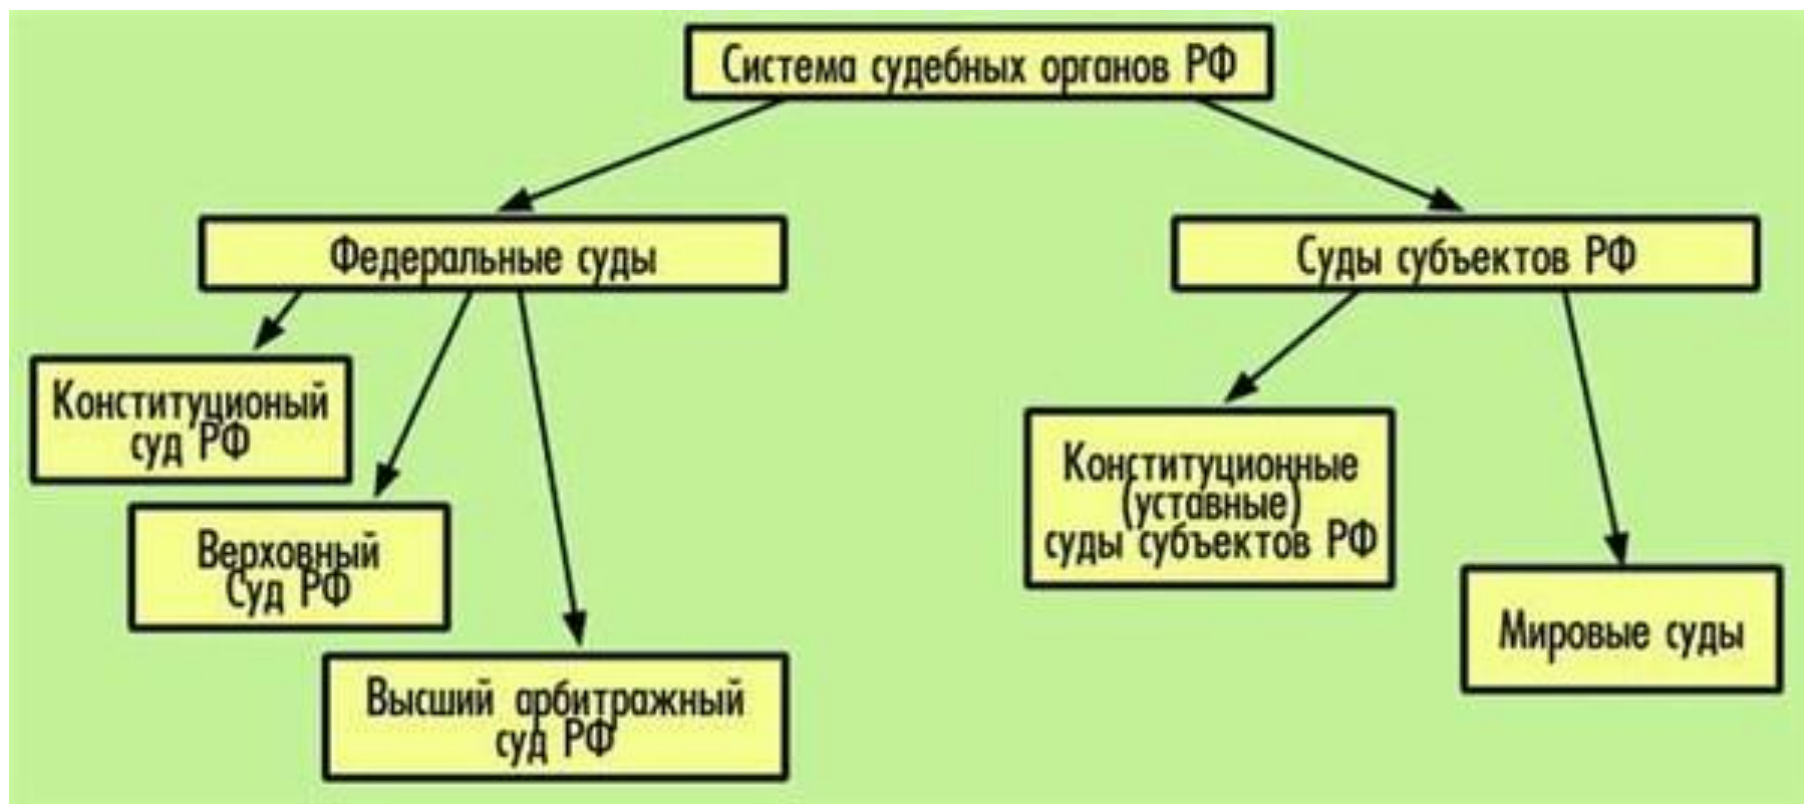 Система судебных органов РФ
Федеральные суды
Суды субъектов РФ
Конституционый
суд РФ
Верховный
Суд РФ
Высший арбитражный
суд РФ
Конституционные
(уставные)
суды субъектов РФ
Мировые суды